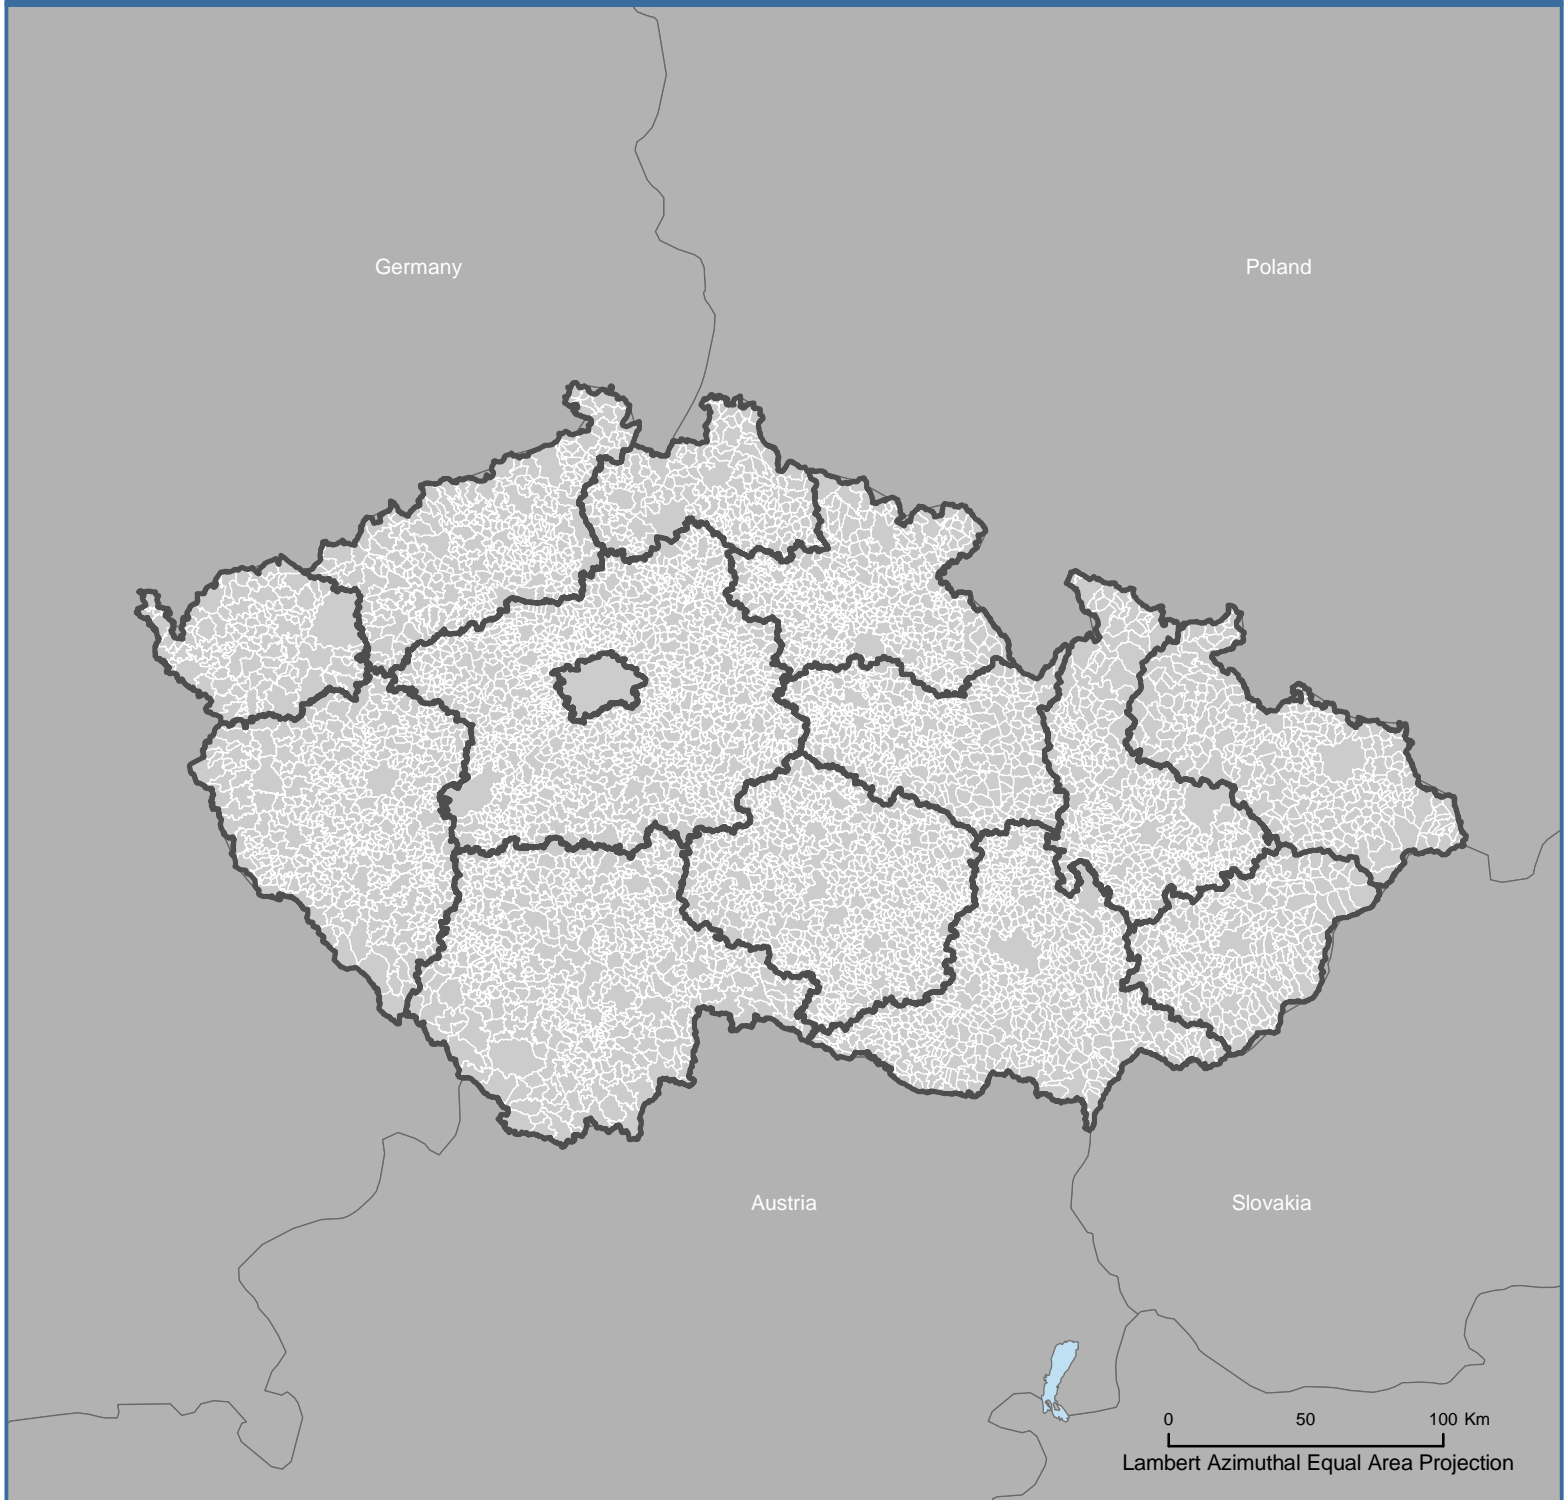 Germany
Poland
Austria
Slovakia
0 50 100 Km
Lambert Azimuthal Equal Area Projection